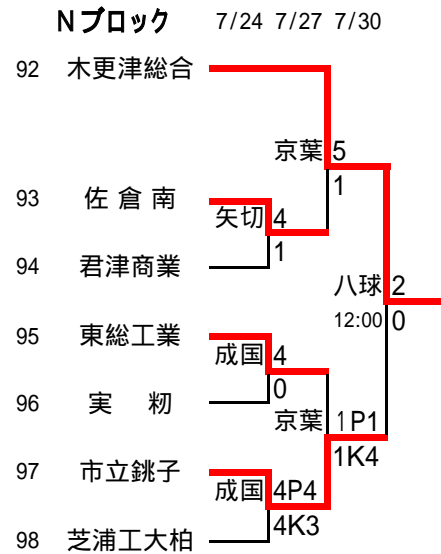 Nブロック 7/24 7/27 7/30
92 木更津総合
京葉 5
1
93 佐倉南
矢切 4
1
94 君津商業
八球 2
12:00 0
95 東総工業
成国 4
0
96 実籾
京葉 1P1
1K4
97 市立銚子
成国 4P4
4K3
98 芝浦工大柏